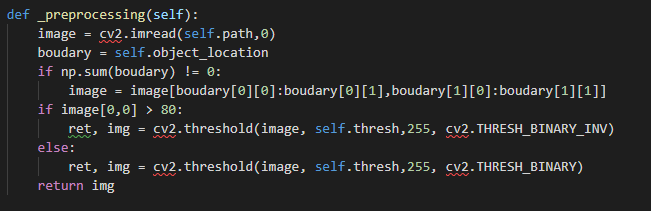 def _preprocessing(self):
    image = cv2.imread(self.path,0)
    boudary = self.object_location
    if np.sum(boudary) != 0:
        image = image[boudary[0][0]:boudary[0][1],boudary[1][0]:boudary[1][1]]
    if image[0,0] > 80:
        ret, img = cv2.threshold(image, self.thresh,255, cv2.THRESH_BINARY_INV)
    else:
        ret, img = cv2.threshold(image, self.thresh,255, cv2.THRESH_BINARY)
    return img